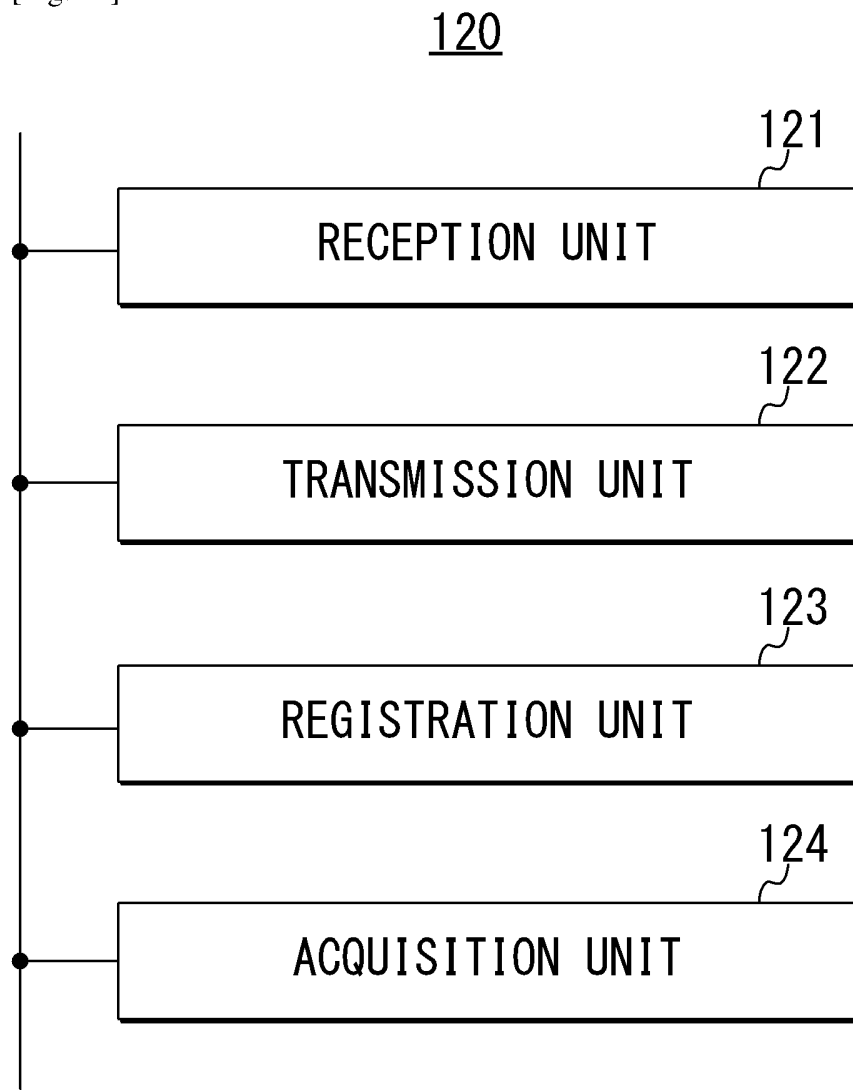 120
121
RECEPTION UNIT
122
TRANSMISSION UNIT
123
REGISTRATION UNIT
124
ACQUISITION UNIT